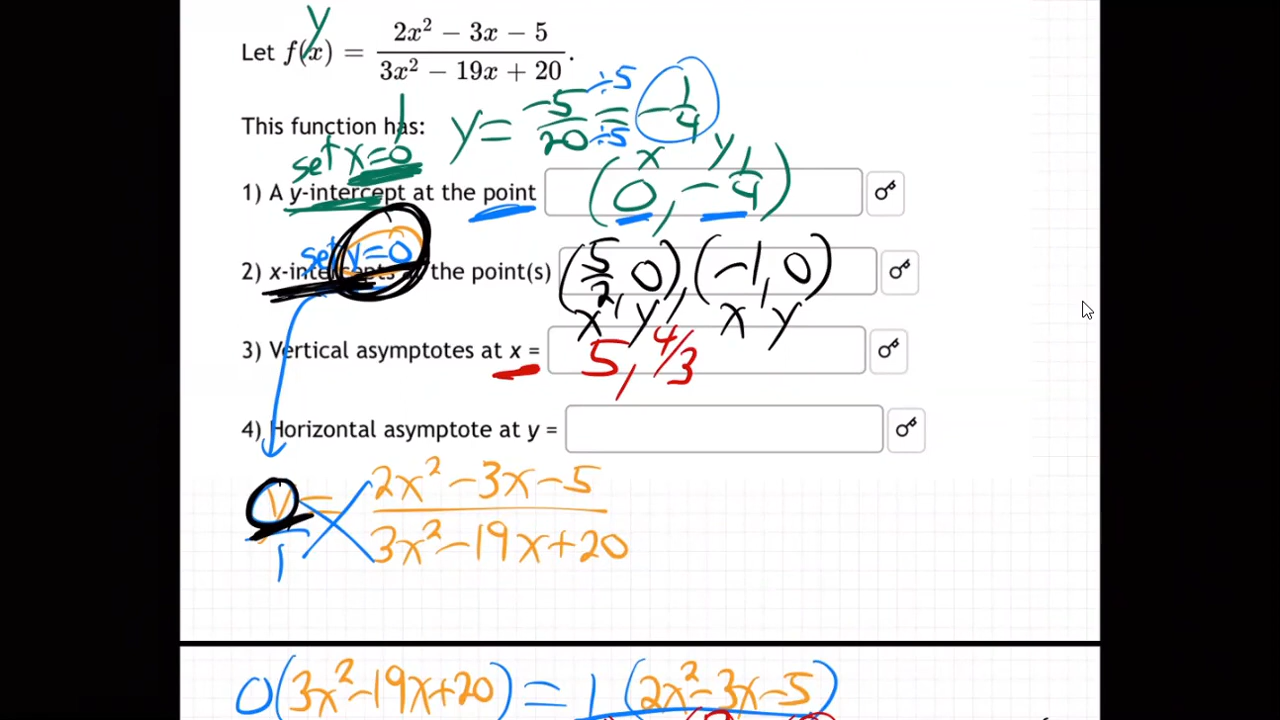 y
Let f(x) = (2x² − 3x − 5)/(3x² − 19x + 20).
This function has:
set x=0
y = -5/20 ÷5/÷5 = -1/4
x y
1) A y-intercept at the point (0, -1/4)
set y=0
2) x-intercepts at the point(s) (5/2, 0), (-1, 0)
x, y, x y
3) Vertical asymptotes at x = 5, 4/3
4) Horizontal asymptote at y =
y/1 = (2x²-3x-5)/(3x²-19x+20)
0(3x²-19x+20) = 1(2x²-3x-5)